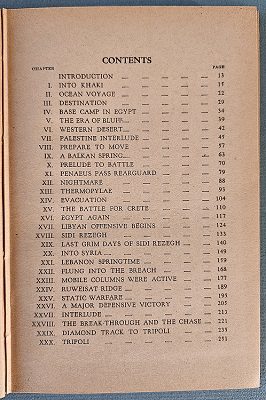 CONTENTS
CHAPTER PAGE
INTRODUCTION 13
I. INTO KHAKI 15
II. OCEAN VOYAGE 22
III. DESTINATION 29
IV. BASE CAMP IN EGYPT 34
V. THE ERA OF BLUFF 39
VI. WESTERN DESERT 42
VII. PALESTINE INTERLUDE 45
VIII. PREPARE TO MOVE 57
IX. A BALKAN SPRING 63
X. PRELUDE TO BATTLE 70
XI. PENAEUS PASS REARGUARD 79
XII. NIGHTMARE 88
XIII. THERMOPYLAE 95
XIV. EVACUATION 104
XV. THE BATTLE FOR CRETE 110
XVI. EGYPT AGAIN 117
XVII. LIBYAN OFFENSIVE BEGINS 124
XVIII. SIDI REZEGH 133
XIX. LAST GRIM DAYS OF SIDI REZEGH 140
XX. INTO SYRIA 149
XXI. LEBANON SPRINGTIME 159
XXII. FLUNG INTO THE BREACH 168
XXIII. MOBILE COLUMNS WERE ACTIVE 177
XXIV. RUWEISAT RIDGE 189
XXV. STATIC WARFARE 195
XXVI. A MAJOR DEFENSIVE VICTORY 205
XXVII. INTERLUDE 213
XXVIII. THE BREAK-THROUGH AND THE CHASE 221
XXIX. DIAMOND TRACK TO TRIPOLI 235
XXX. TRIPOLI 251